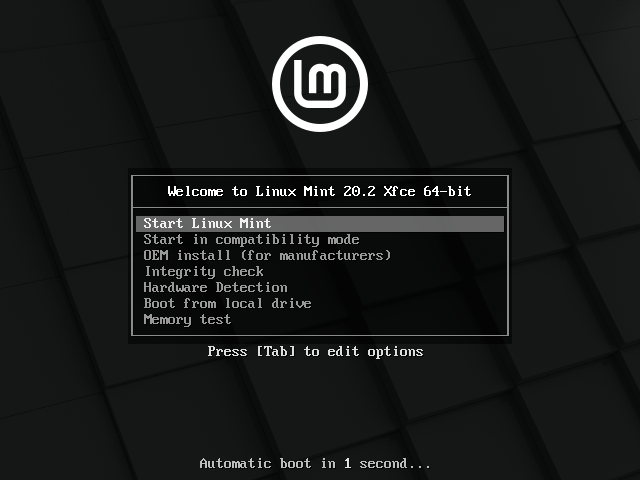 Welcome to Linux Mint 20.2 Xfce 64-bit
Start Linux Mint
Start in compatibility mode
OEM install (for manufacturers)
Integrity check
Hardware Detection
Boot from local drive
Memory test
Press [Tab] to edit options
Automatic boot in 1 second...